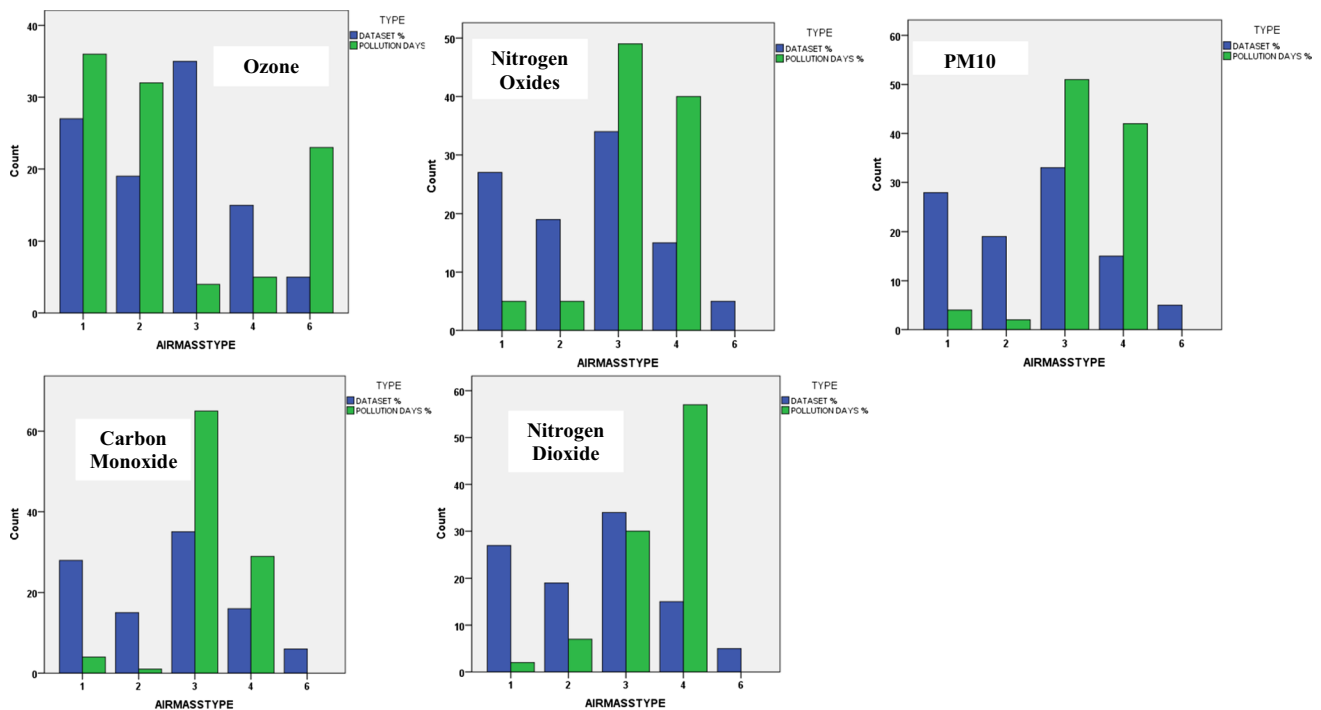 TYPE
DATASET %
POLLUTION DAYS %
Ozone
Count
40
30
20
10
0
1 2 3 4 6
AIRMASSTYPE
TYPE
DATASET %
POLLUTION DAYS %
Nitrogen
Oxides
Count
50
40
30
20
10
0
1 2 3 4 6
AIRMASSTYPE
TYPE
DATASET %
POLLUTION DAYS %
PM10
Count
60
50
40
30
20
10
0
1 2 3 4 6
AIRMASSTYPE
TYPE
DATASET %
POLLUTION DAYS %
Carbon
Monoxide
Count
60
40
20
0
1 2 3 4 6
AIRMASSTYPE
TYPE
DATASET %
POLLUTION DAYS %
Nitrogen
Dioxide
Count
60
50
40
30
20
10
0
1 2 3 4 6
AIRMASSTYPE